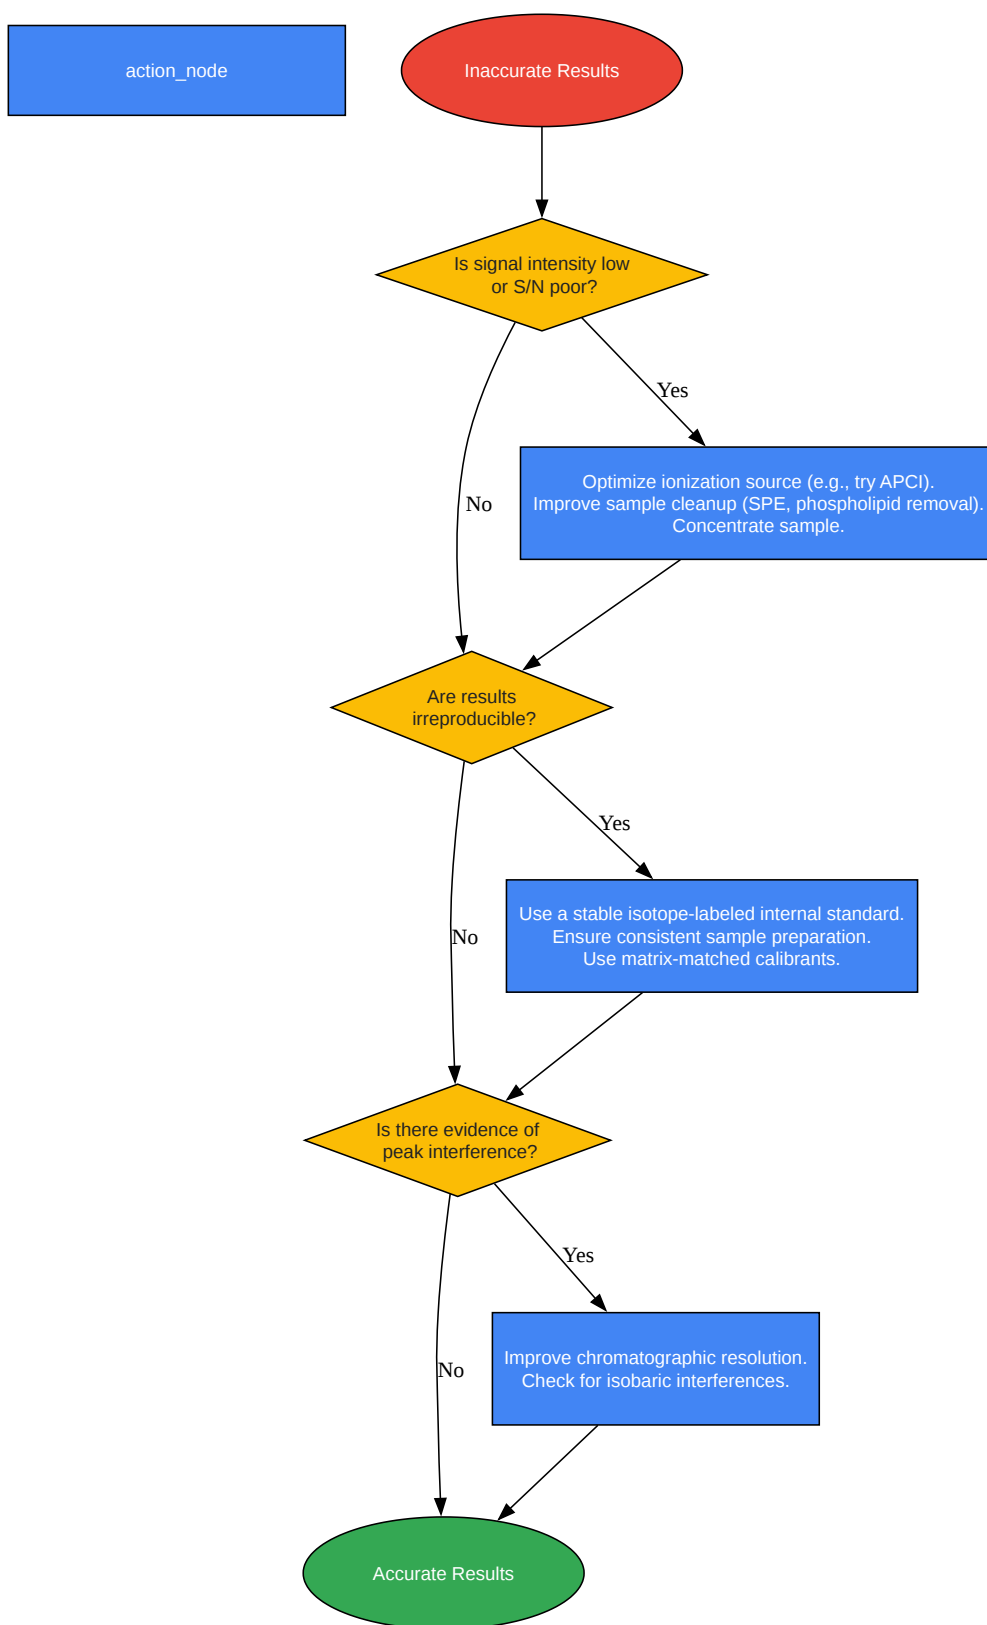 action_node
Inaccurate Results
Is signal intensity low
or S/N poor?
Yes
Optimize ionization source (e.g., try APCI).
Improve sample cleanup (SPE, phospholipid removal).
Concentrate sample.
No
Are results
irreproducible?
Yes
Use a stable isotope-labeled internal standard.
Ensure consistent sample preparation.
Use matrix-matched calibrants.
No
Is there evidence of
peak interference?
Yes
Improve chromatographic resolution.
Check for isobaric interferences.
No
Accurate Results